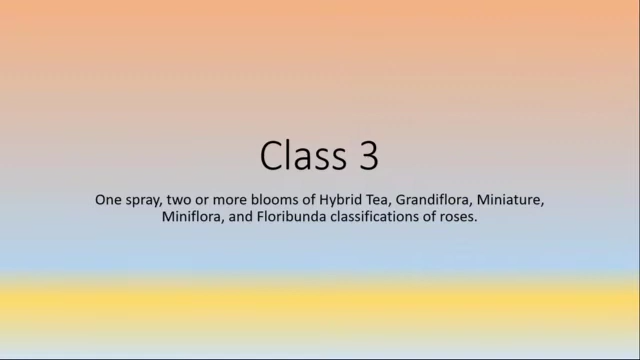 Class 3
One spray, two or more blooms of Hybrid Tea, Grandiflora, Miniature,
Miniflora, and Floribunda classifications of roses.